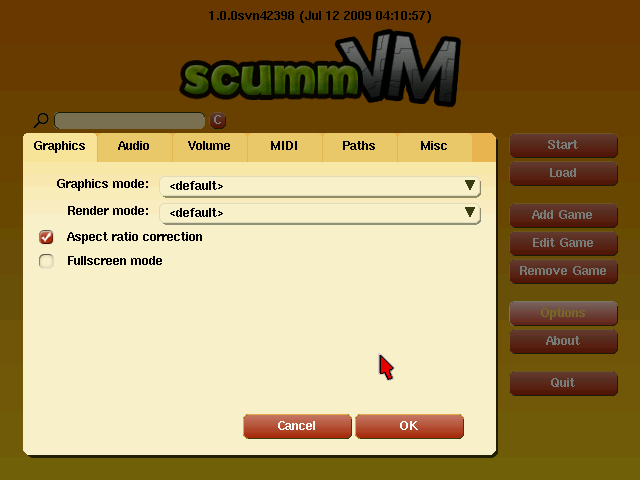 1.0.0svn42398 (Jul 12 2009 04:10:57)
scummVM
C
Graphics Audio Volume MIDI Paths Misc
Graphics mode: <default>
Render mode: <default>
Aspect ratio correction
Fullscreen mode
Cancel OK
Start
Load
Add Game
Edit Game
Remove Game
Options
About
Quit